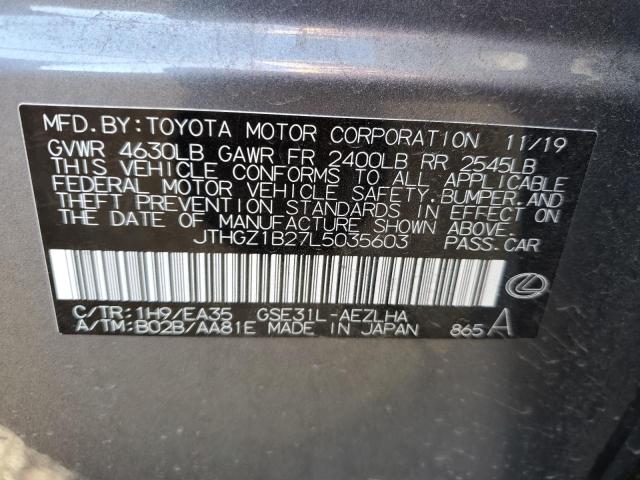 MFD. BY: TOYOTA MOTOR CORPORATION 11/19
GVWR 4630LB GAWR FR 2400LB RR 2545LB
THIS VEHICLE CONFORMS TO ALL APPLICABLE
FEDERAL MOTOR VEHICLE SAFETY, BUMPER, AND
THEFT PREVENTION STANDARDS IN EFFECT ON
THE DATE OF MANUFACTURE SHOWN ABOVE.
JTHGZ1B27L5035603 PASS. CAR
C/TR: 1H9/EA35 GSE31L-AEZLHA
A/TM: B02B/AA81E MADE IN JAPAN 865 A